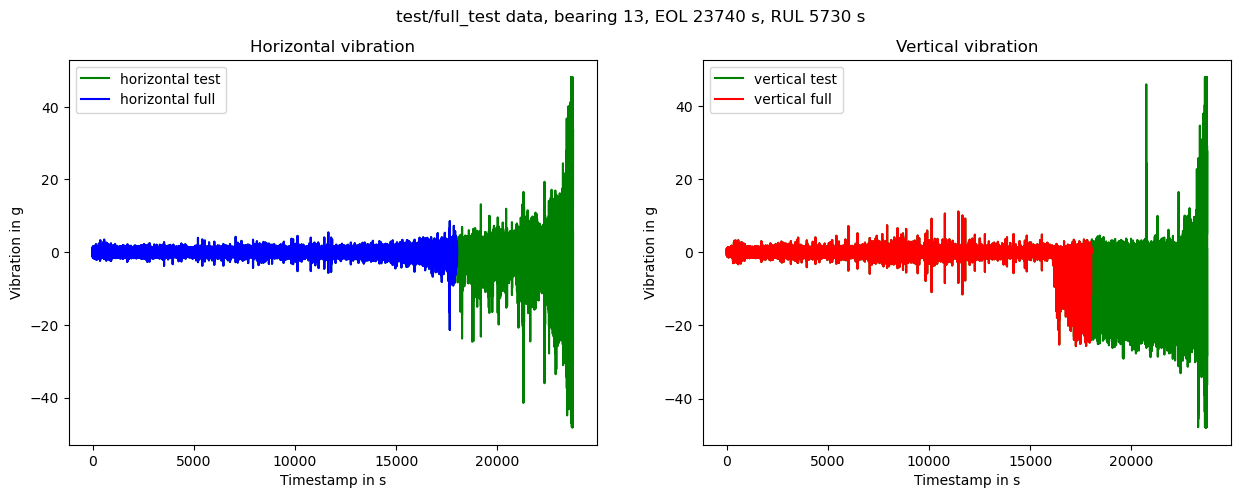 test/full_test data, bearing 13, EOL 23740 s, RUL 5730 s
Horizontal vibration
horizontal test
horizontal full
Vibration in g
40
20
0
−20
−40
0 5000 10000 15000 20000
Timestamp in s
Vertical vibration
vertical test
vertical full
Vibration in g
40
20
0
−20
−40
0 5000 10000 15000 20000
Timestamp in s